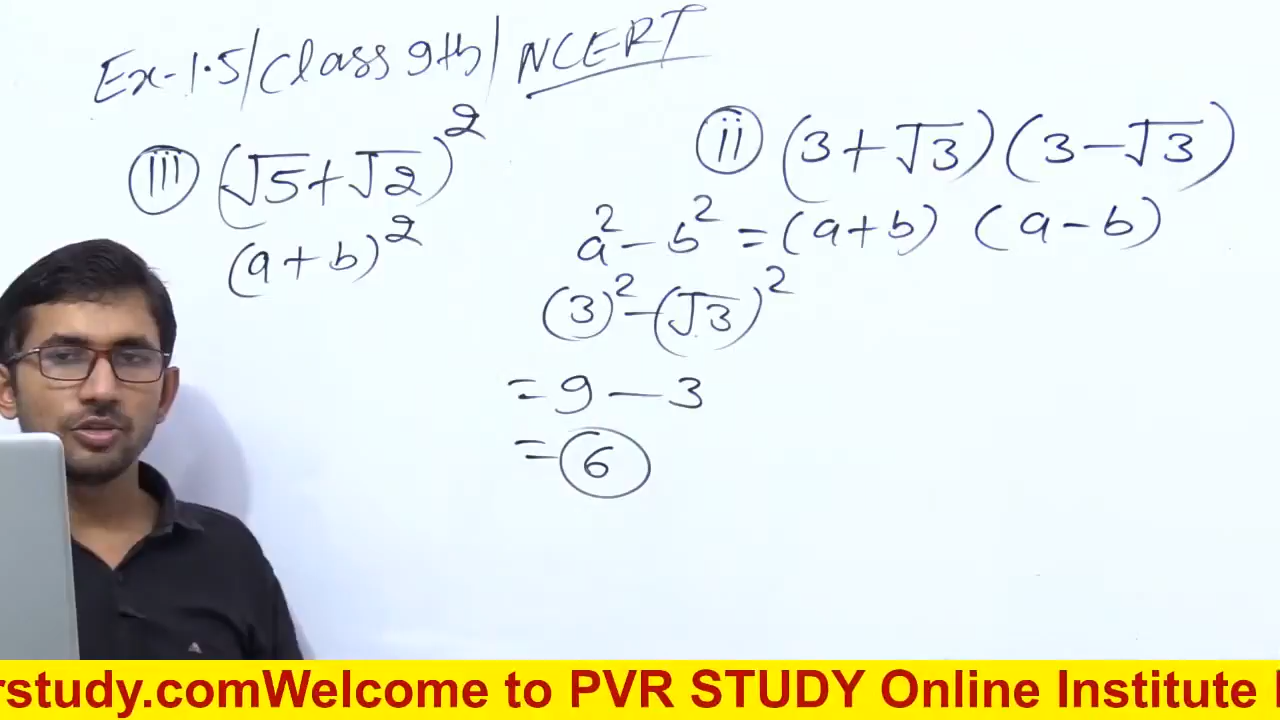 Ex-1.5/Class 9th/NCERT
(iii) (√5+√2)²
(a+b)²
(ii) (3+√3)(3-√3)
a²-b²=(a+b) (a-b)
(3)²-(√3)²
=9-3
=6
rstudy.comWelcome to PVR STUDY Online Institute